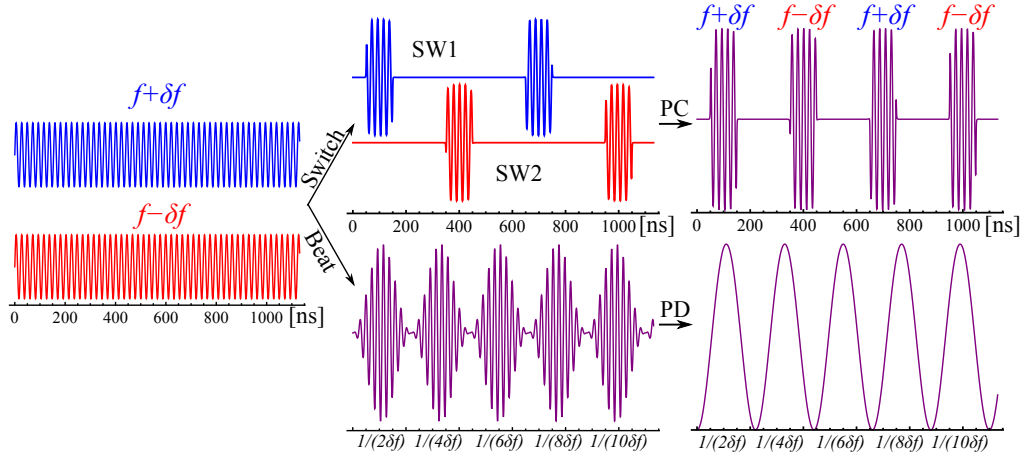 f+δf
f−δf
0 200 400 600 800 1000 [ns]
Switch
Beat
SW1
SW2
0 200 400 600 800 1000 [ns]
PC
f+δf f−δf f+δf f−δf
0 200 400 600 800 1000 [ns]
1/(2δf) 1/(4δf) 1/(6δf) 1/(8δf) 1/(10δf)
PD
1/(2δf) 1/(4δf) 1/(6δf) 1/(8δf) 1/(10δf)